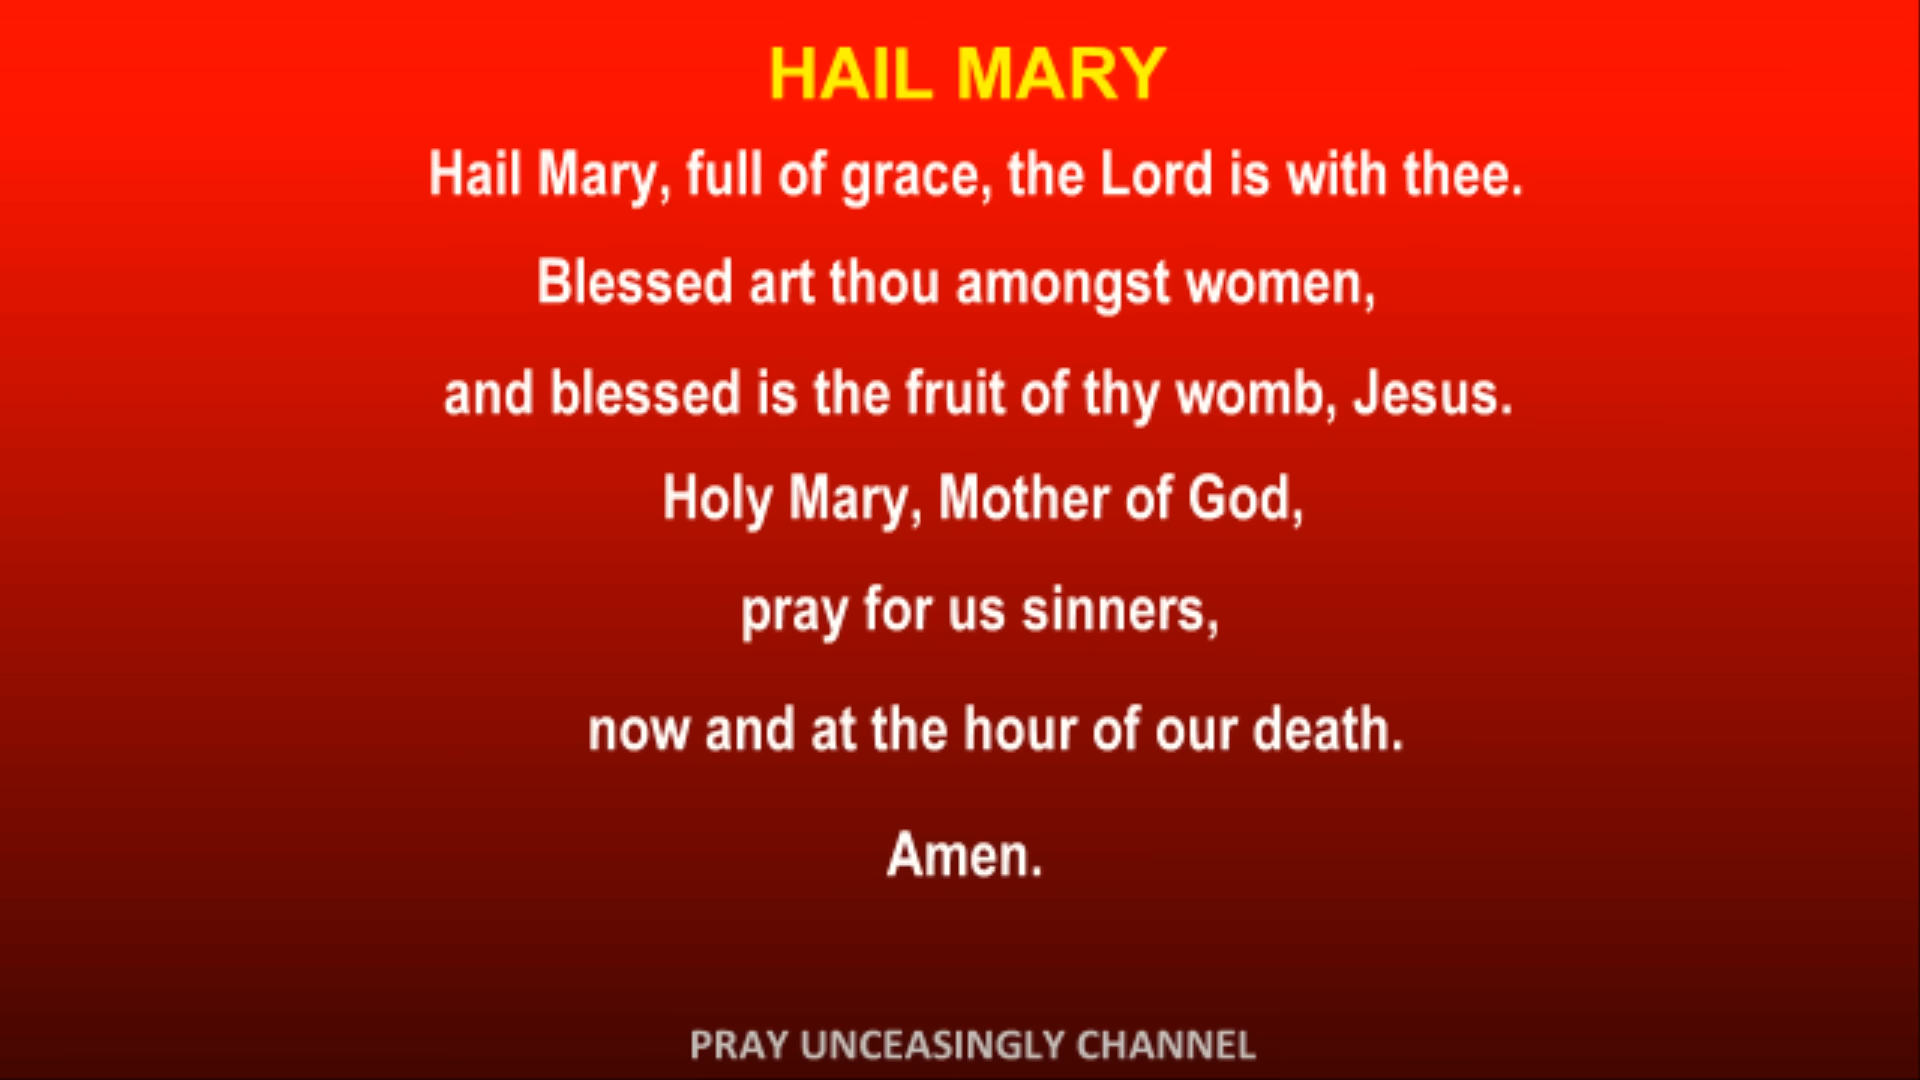 HAIL MARY
Hail Mary, full of grace, the Lord is with thee.
Blessed art thou amongst women,
and blessed is the fruit of thy womb, Jesus.
Holy Mary, Mother of God,
pray for us sinners,
now and at the hour of our death.
Amen.
PRAY UNCEASINGLY CHANNEL